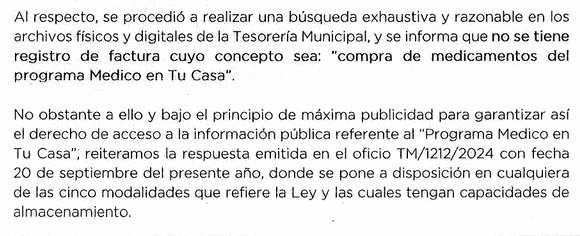 Al respecto, se procedió a realizar una búsqueda exhaustiva y razonable en los
archivos físicos y digitales de la Tesorería Municipal, y se informa que no se tiene
registro de factura cuyo concepto sea: “compra de medicamentos del
programa Medico en Tu Casa”.
No obstante a ello y bajo el principio de máxima publicidad para garantizar así
el derecho de acceso a la información pública referente al “Programa Medico en
Tu Casa”; reiteramos la respuesta emitida en el oficio TM/1212/2024 con fecha
20 de septiembre del presente año, donde se pone a disposición en cualquiera
de las cinco modalidades que refiere la Ley y las cuales tengan capacidades de
almacenamiento.